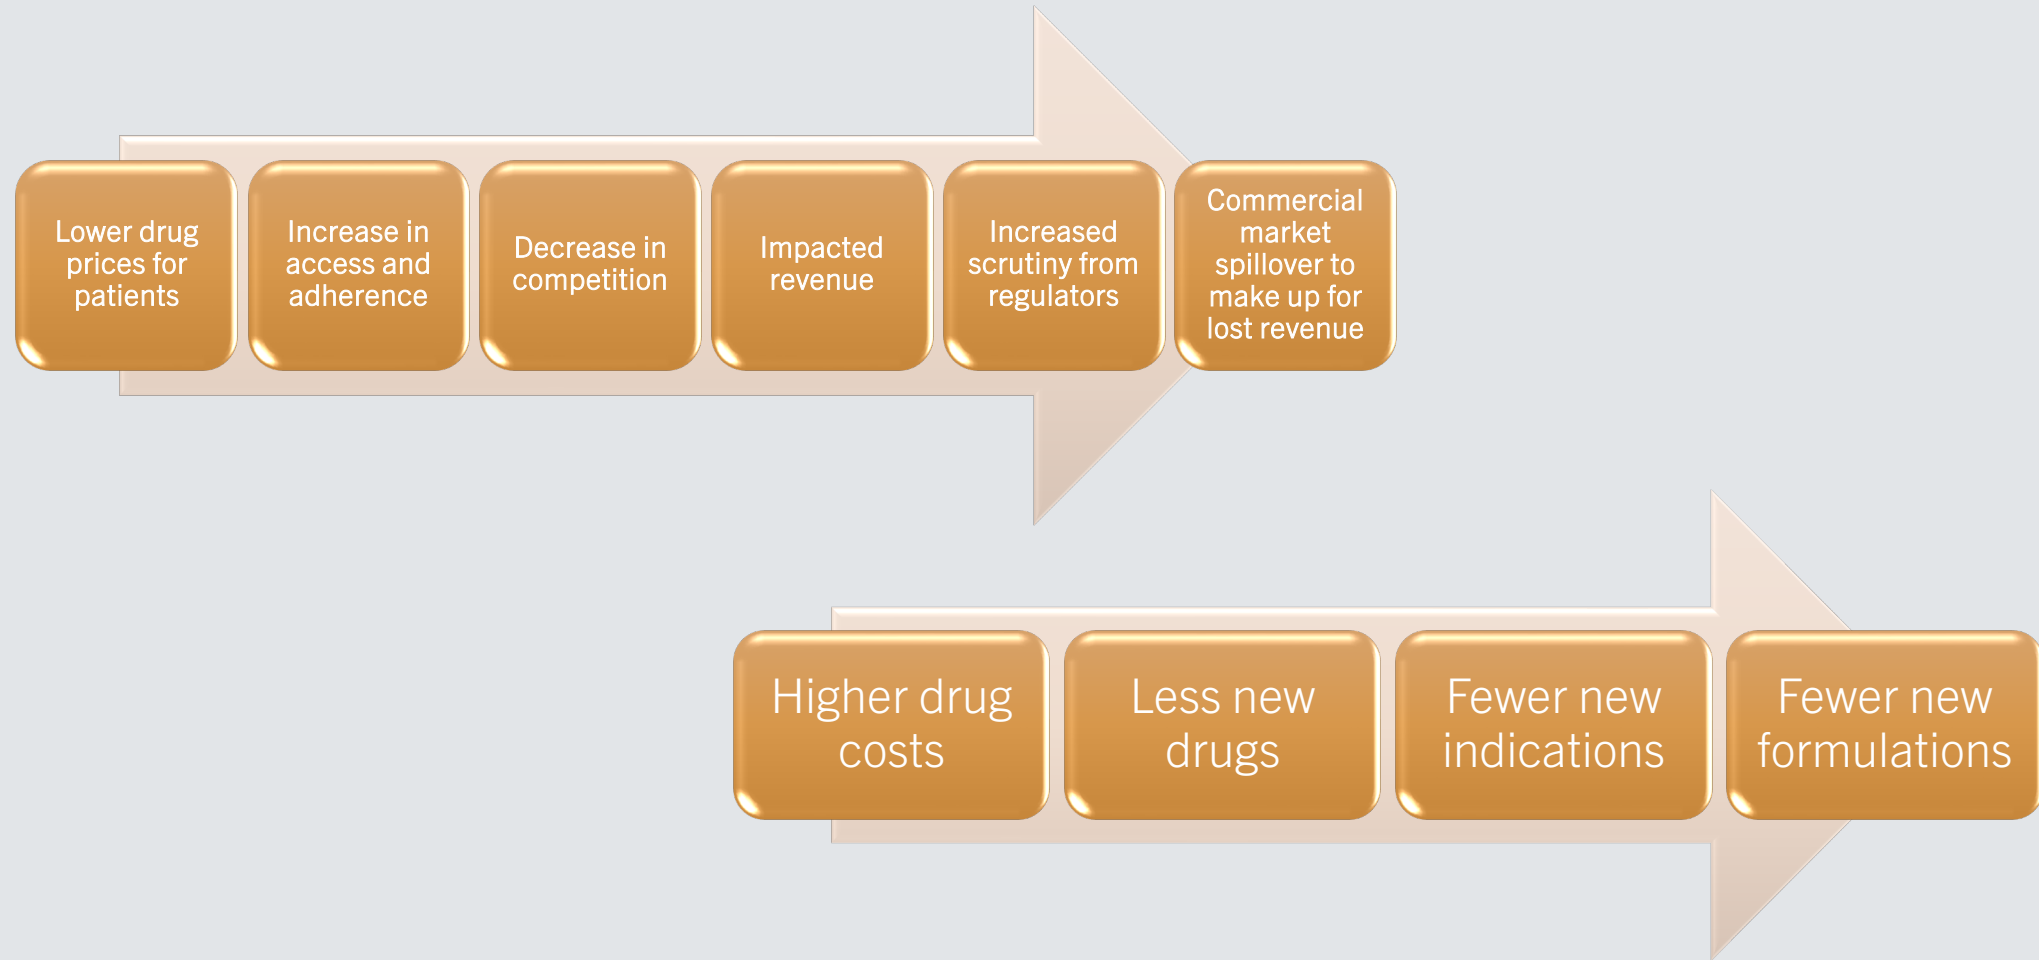 Lower drug
prices for
patients
Increase in
access and
adherence
Decrease in
competition
Impacted
revenue
Increased
scrutiny from
regulators
Commercial
market
spillover to
make up for
lost revenue
Higher drug
costs
Less new
drugs
Fewer new
indications
Fewer new
formulations